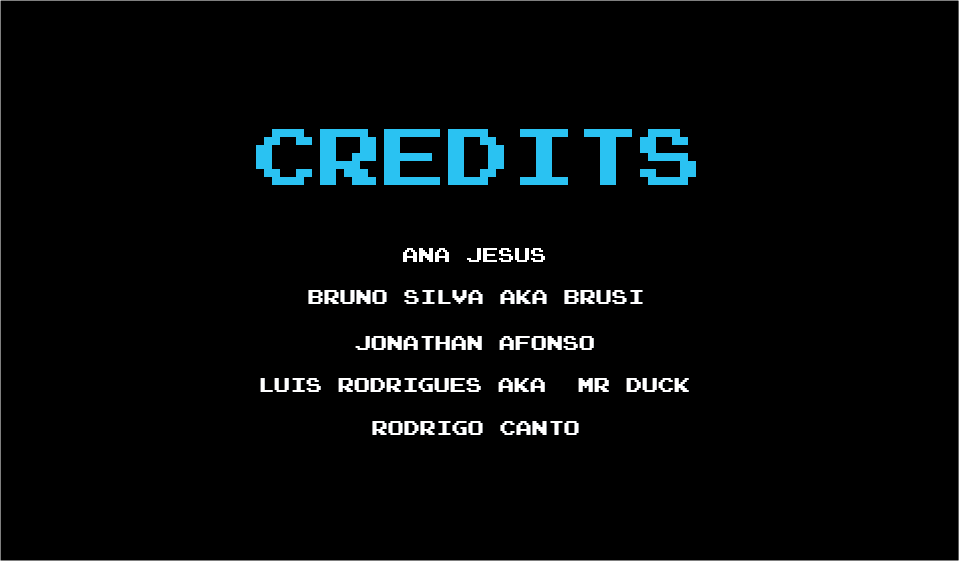 CREDITS
ANA JESUS
BRUNO SILVA AKA BRUSI
JONATHAN AFONSO
LUIS RODRIGUES AKA  MR DUCK
RODRIGO CANTO